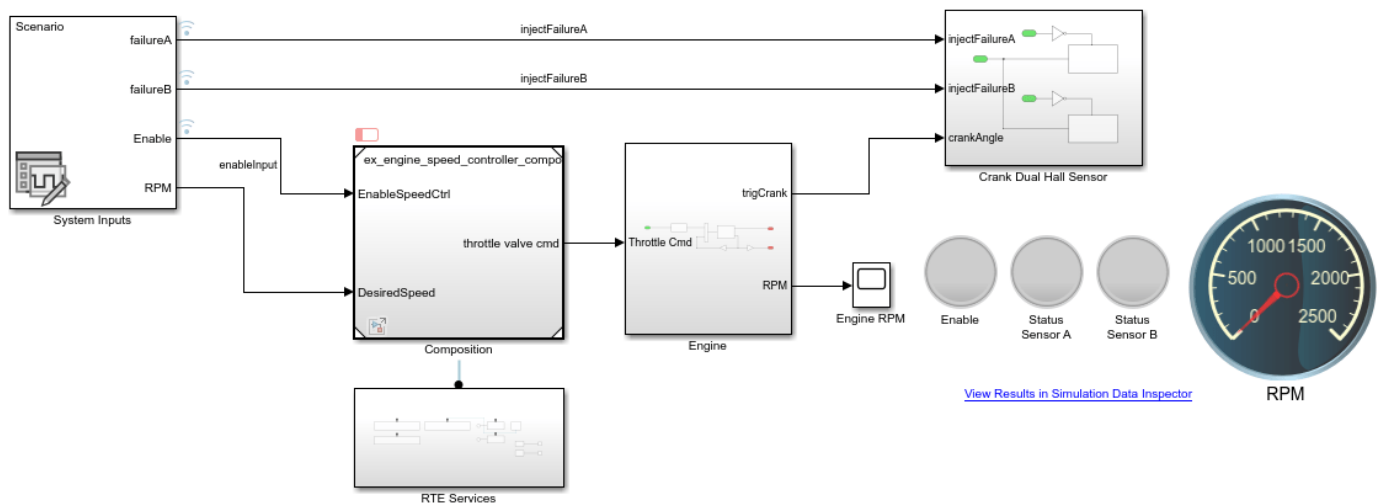 Scenario
failureA
failureB
Enable
RPM
System Inputs
injectFailureA
injectFailureB
enableInput
ex_engine_speed_controller_compo
EnableSpeedCtrl
throttle valve cmd
DesiredSpeed
Composition
RTE Services
trigCrank
Throttle Cmd
RPM
Engine
Engine RPM
injectFailureA
injectFailureB
crankAngle
Crank Dual Hall Sensor
Enable
Status
Sensor A
Status
Sensor B
View Results in Simulation Data Inspector
0
500
1000
1500
2000
2500
RPM